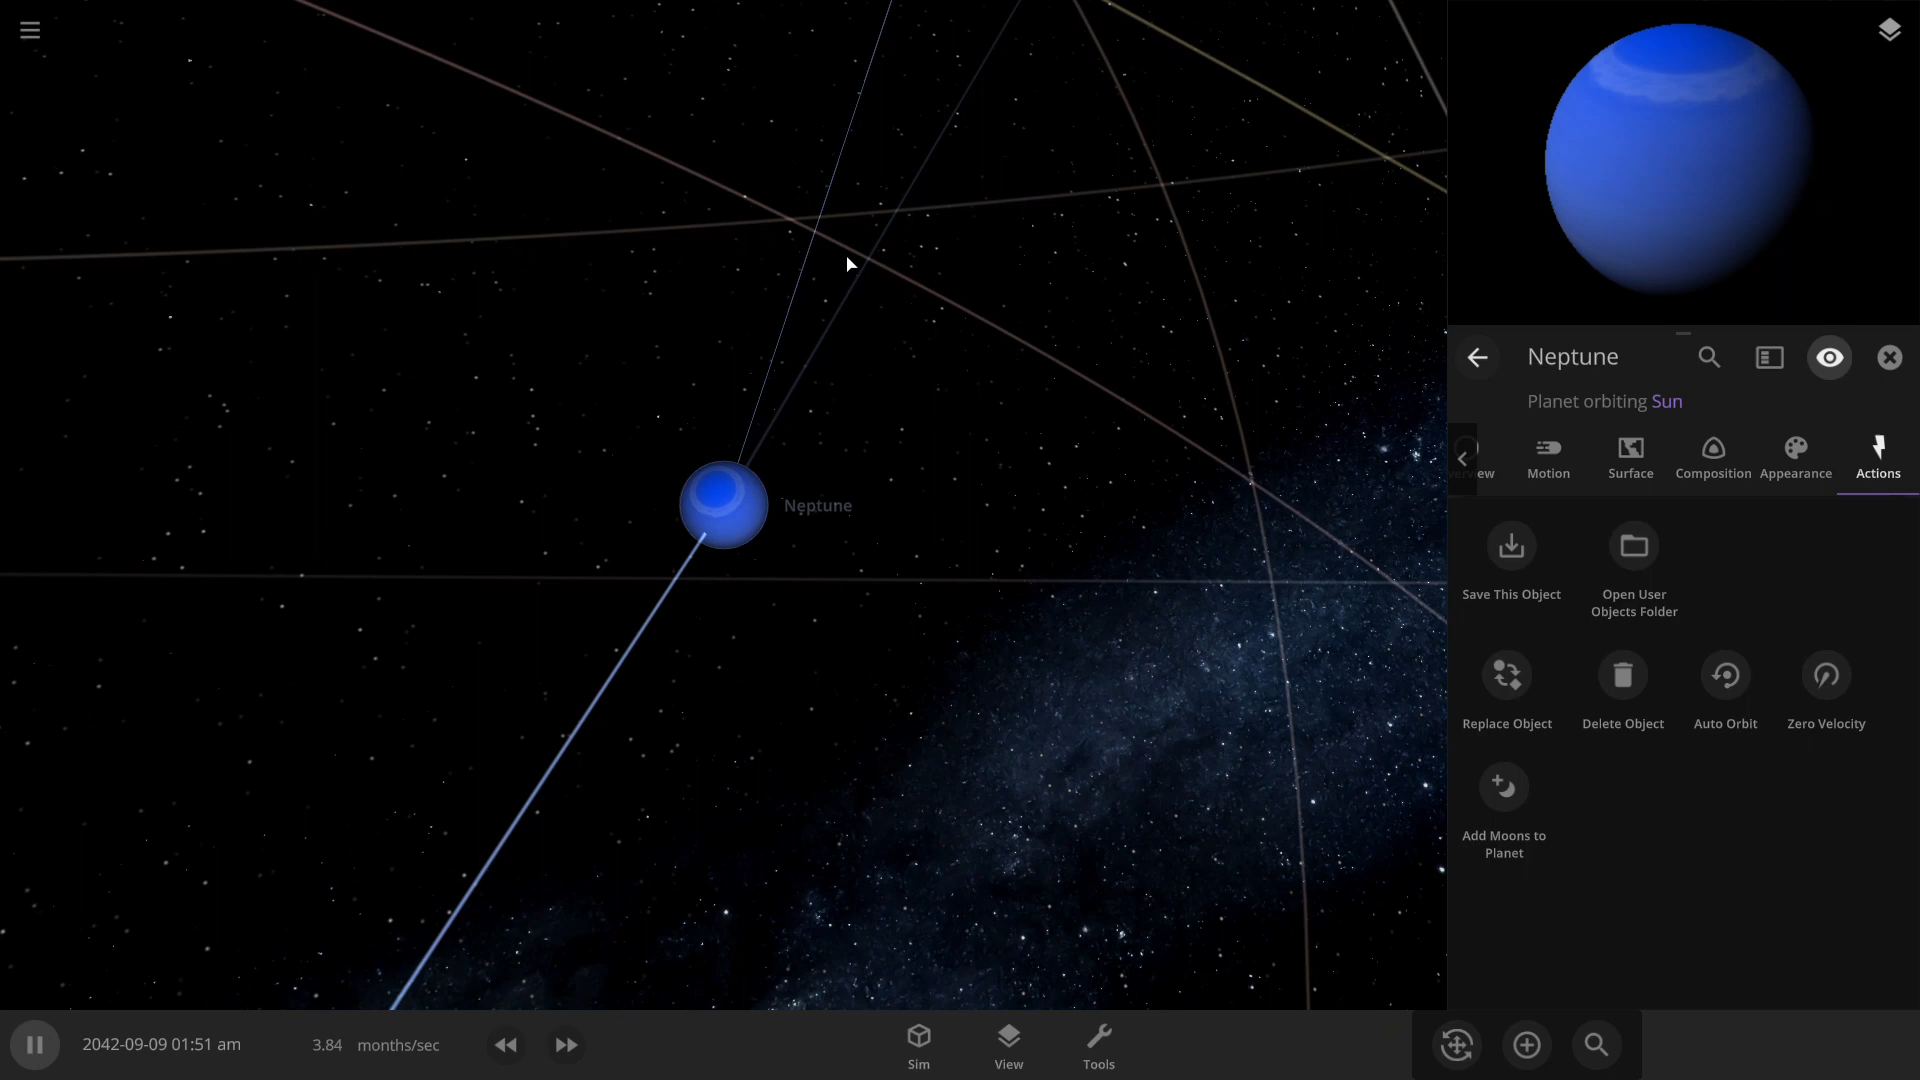 Neptune
Planet orbiting Sun
Motion
Surface
Composition
Appearance
Actions
Neptune
Save This Object
Open User
Objects Folder
Replace Object
Delete Object
Auto Orbit
Zero Velocity
Add Moons to
Planet
2042-09-09 01:51 am
3.84 months/sec
Sim
View
Tools